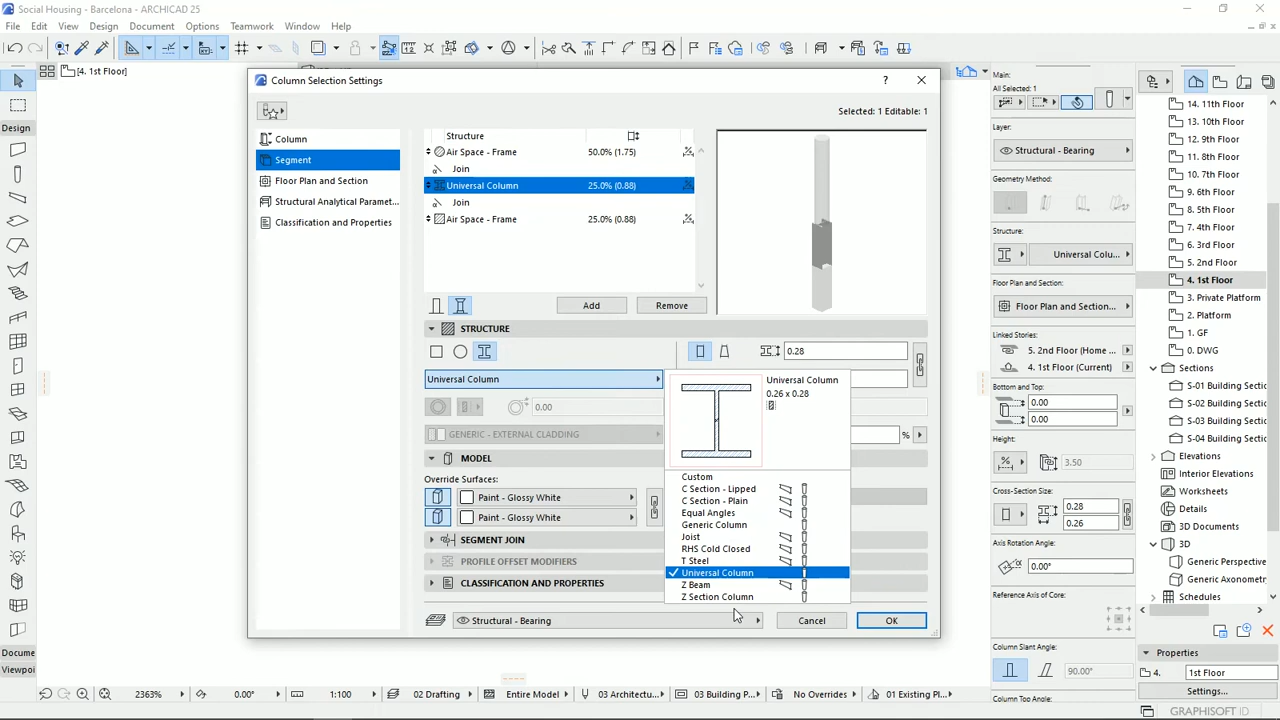 Social Housing - Barcelona - ARCHICAD 25
File Edit View Design Document Options Teamwork Window Help
[4. 1st Floor]
Design
Docume
Viewpoi
Column Selection Settings
?
Selected: 1 Editable: 1
Column
Segment
Floor Plan and Section
Structural Analytical Paramet...
Classification and Properties
Structure
Air Space - Frame 50.0% (1.75)
Join
Universal Column 25.0% (0.88)
Join
Air Space - Frame 25.0% (0.88)
Add
Remove
STRUCTURE
0.28
Universal Column
0.00
GENERIC - EXTERNAL CLADDING
%
MODEL
Override Surfaces:
Paint - Glossy White
Paint - Glossy White
SEGMENT JOIN
PROFILE OFFSET MODIFIERS
CLASSIFICATION AND PROPERTIES
Structural - Bearing
Cancel
OK
Universal Column
0.26 x 0.28
Custom
C Section - Lipped
C Section - Plain
Equal Angles
Generic Column
Joist
RHS Cold Closed
T Steel
Universal Column
Z Beam
Z Section Column
Main:
All Selected: 1
Layer:
Structural - Bearing
Geometry Method:
Structure:
Universal Colu...
Floor Plan and Section:
Floor Plan and Section...
Linked Stories:
5. 2nd Floor (Home ...
4. 1st Floor (Current)
Bottom and Top:
0.00
0.00
Height:
3.50
Cross-Section Size:
0.28
0.26
Axis Rotation Angle:
0.00°
Reference Axis of Core:
Column Slant Angle:
90.00°
Column Top Angle:
14. 11th Floor
13. 10th Floor
12. 9th Floor
11. 8th Floor
10. 7th Floor
9. 6th Floor
8. 5th Floor
7. 4th Floor
6. 3rd Floor
5. 2nd Floor
4. 1st Floor
3. Private Platform
2. Platform
1. GF
0. DWG
Sections
S-01 Building Section
S-02 Building Section
S-03 Building Section
S-04 Building Section
Elevations
Interior Elevations
Worksheets
Details
3D Documents
3D
Generic Perspective
Generic Axonometry
Schedules
Properties
4. 1st Floor
Settings...
2363% 0.00° 1:100 02 Drafting Entire Model 03 Architectu... 03 Building P... No Overrides 01 Existing Pl...
GRAPHISOFT ID